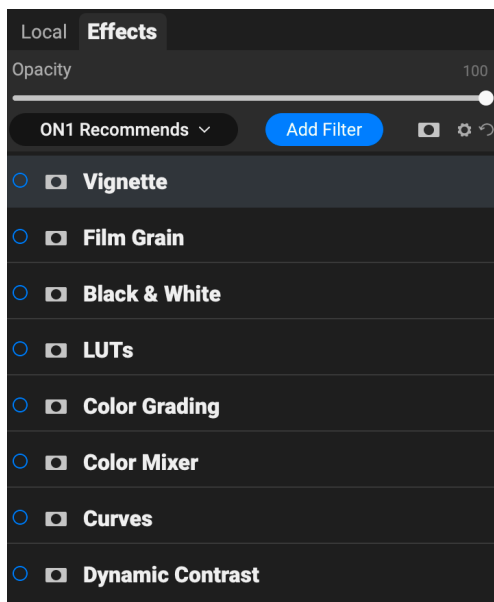 Local Effects
Opacity 100
ON1 Recommends Add Filter
Vignette
Film Grain
Black & White
LUTs
Color Grading
Color Mixer
Curves
Dynamic Contrast